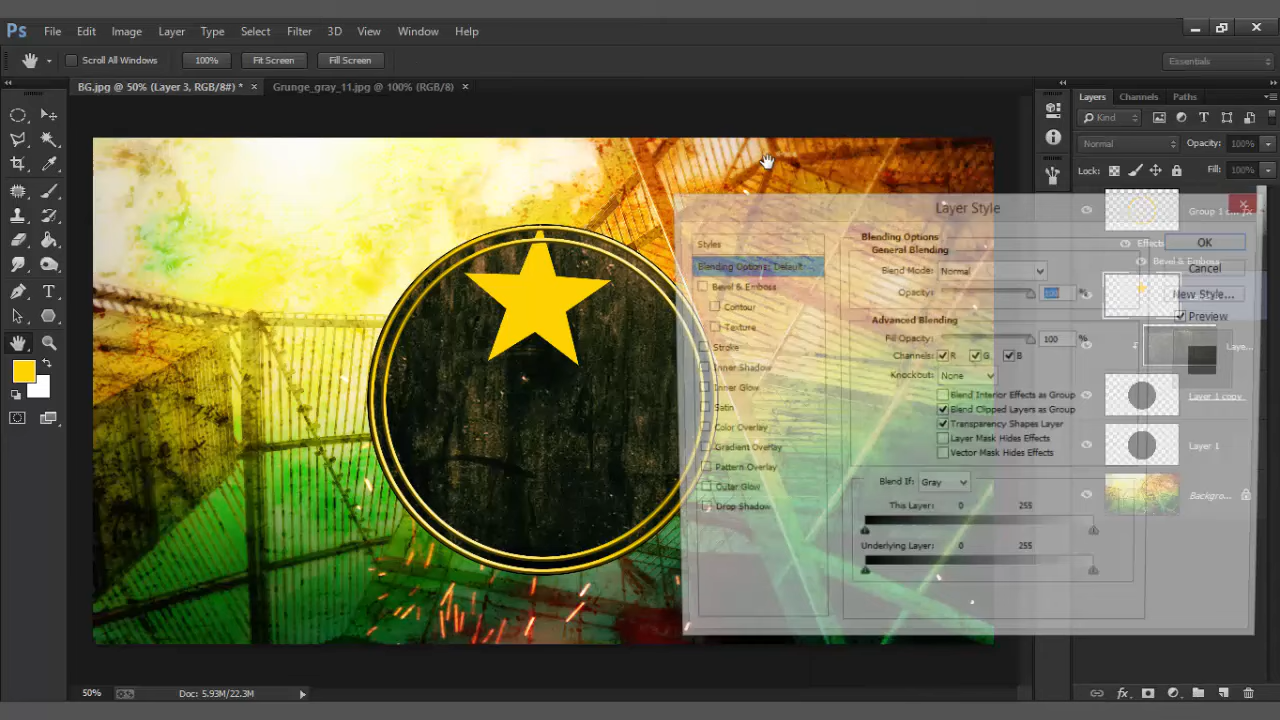 Ps File Edit Image Layer Type Select Filter 3D View Window Help
Scroll All Windows 100% Fit Screen Fill Screen Essentials
BG.jpg @ 50% (Layer 3, RGB/8#) * × Grunge_gray_11.jpg @ 100% (RGB/8) ×
Layers Channels Paths
Kind
Normal Opacity: 100%
Lock: Fill: 100%
Group 1 c fx
Effects
Bevel & Emboss
Laye...
Layer 1 copy
Layer 1
Backgro...
Layer Style
Styles
Blending Options: Default
Bevel & Emboss
Contour
Texture
Stroke
Inner Shadow
Inner Glow
Satin
Color Overlay
Gradient Overlay
Pattern Overlay
Outer Glow
Drop Shadow
Blending Options
General Blending
Blend Mode: Normal
Opacity: 100 %
Advanced Blending
Fill Opacity: 100 %
Channels: R G B
Knockout: None
Blend Interior Effects as Group
Blend Clipped Layers as Group
Transparency Shapes Layer
Layer Mask Hides Effects
Vector Mask Hides Effects
Blend If: Gray
This Layer: 0 255
Underlying Layer: 0 255
OK
Cancel
New Style...
Preview
50% Doc: 5.93M/22.3M